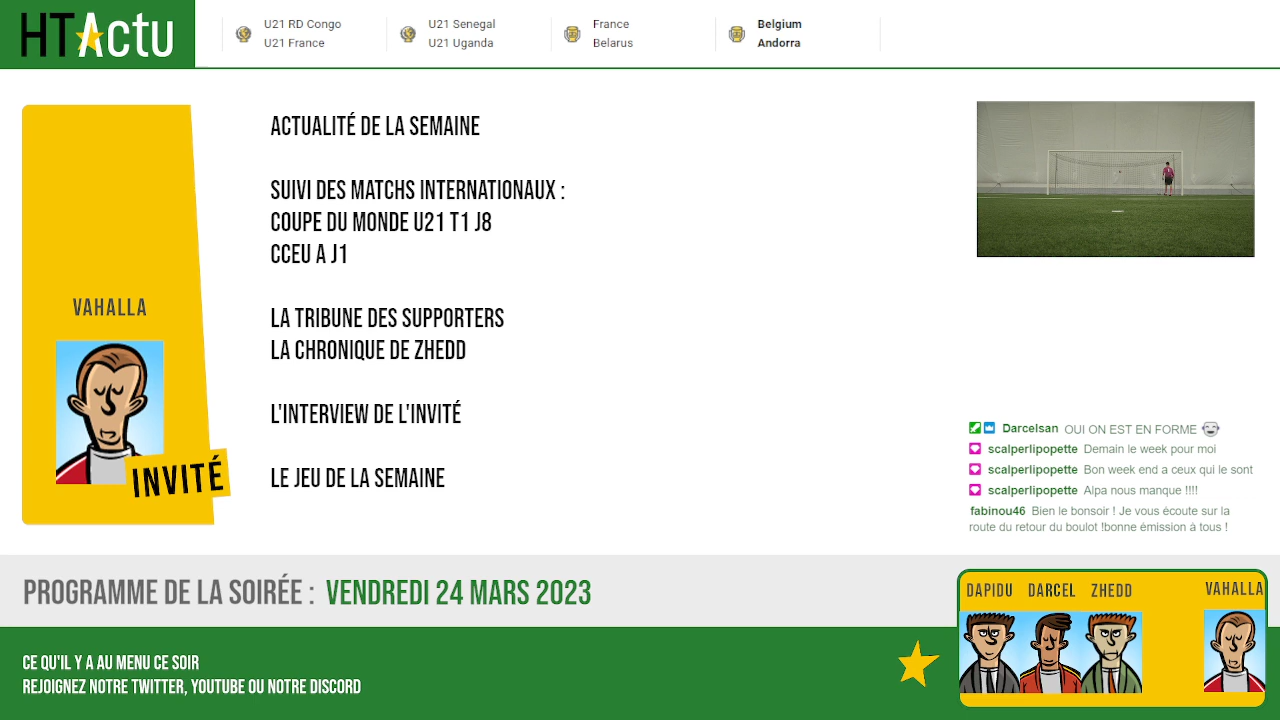 HTActu
U21 RD Congo
U21 France
U21 Senegal
U21 Uganda
France
Belarus
Belgium
Andorra
VAHALLA
INVITÉ
ACTUALITÉ DE LA SEMAINE
SUIVI DES MATCHS INTERNATIONAUX :
COUPE DU MONDE U21 T1 J8
CCEU A J1
LA TRIBUNE DES SUPPORTERS
LA CHRONIQUE DE ZHEDD
L'INTERVIEW DE L'INVITÉ
LE JEU DE LA SEMAINE
Darcelsan OUI ON EST EN FORME
scalperlipopette Demain le week pour moi
scalperlipopette Bon week end a ceux qui le sont
scalperlipopette Alpa nous manque !!!!
fabinou46 Bien le bonsoir ! Je vous écoute sur la
route du retour du boulot !bonne émission à tous !
PROGRAMME DE LA SOIRÉE : VENDREDI 24 MARS 2023
CE QU'IL Y A AU MENU CE SOIR
REJOIGNEZ NOTRE TWITTER, YOUTUBE OU NOTRE DISCORD
DAPIDU DARCEL ZHEDD VAHALLA